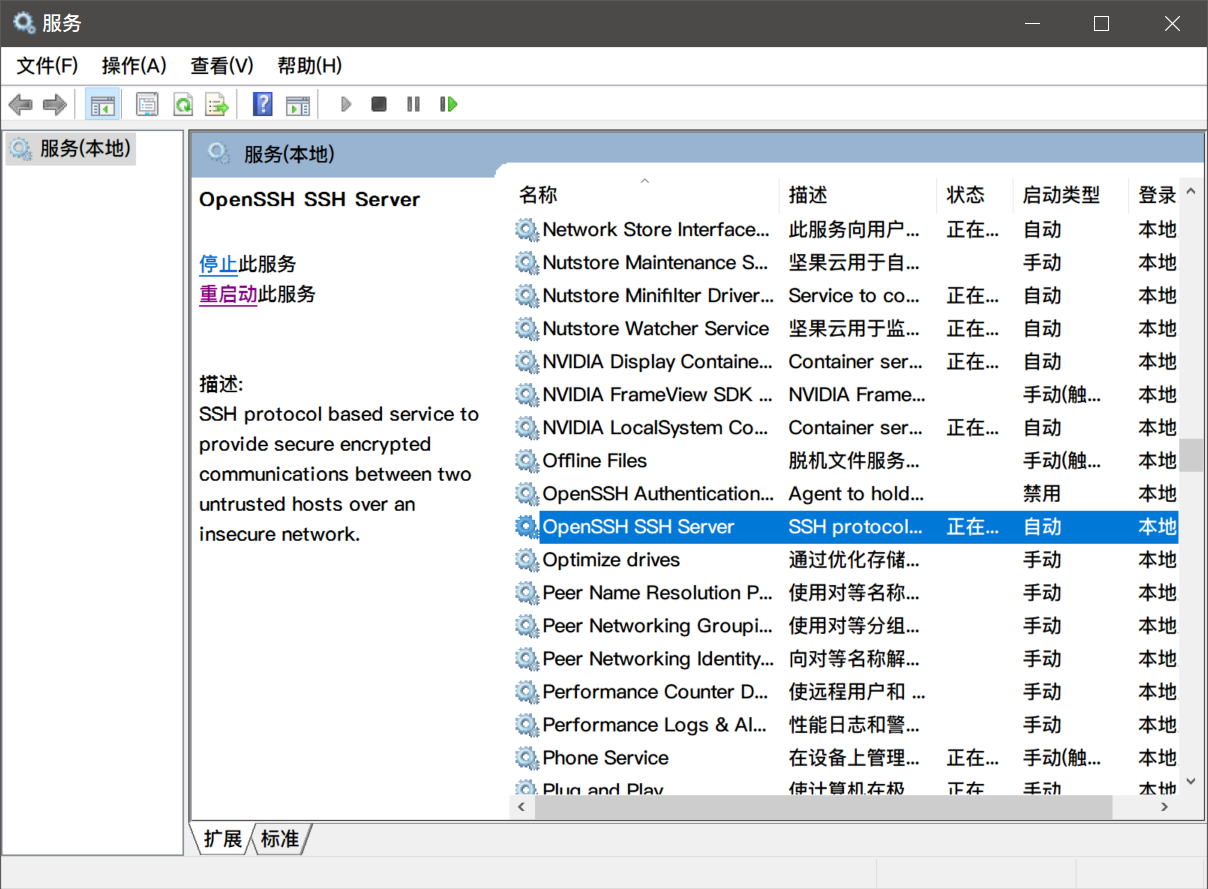 服务
文件(F) 操作(A) 查看(V) 帮助(H)
服务(本地)
服务(本地)
OpenSSH SSH Server
停止此服务
重启动此服务
描述:
SSH protocol based service to
provide secure encrypted
communications between two
untrusted hosts over an
insecure network.
名称 描述 状态 启动类型 登录
Network Store Interface... 此服务向用户... 正在... 自动 本地
Nutstore Maintenance S... 坚果云用于自... 手动 本地
Nutstore Minifilter Driver... Service to co... 正在... 自动 本地
Nutstore Watcher Service 坚果云用于监... 正在... 自动 本地
NVIDIA Display Containe... Container ser... 正在... 自动 本地
NVIDIA FrameView SDK ... NVIDIA Frame... 手动(触... 本地
NVIDIA LocalSystem Co... Container ser... 正在... 自动 本地
Offline Files 脱机文件服务... 手动(触... 本地
OpenSSH Authentication... Agent to hold... 禁用 本地
OpenSSH SSH Server SSH protocol... 正在... 自动 本地
Optimize drives 通过优化存储... 手动 本地
Peer Name Resolution P... 使用对等名称... 手动 本地
Peer Networking Groupi... 使用对等分组... 手动 本地
Peer Networking Identity... 向对等名称解... 手动 本地
Performance Counter D... 使远程用户和 ... 手动 本地
Performance Logs & Al... 性能日志和警... 手动 本地
Phone Service 在设备上管理... 正在... 手动(触... 本地
Plug and Play 使计算机在极 正在 手动 本地
扩展 标准